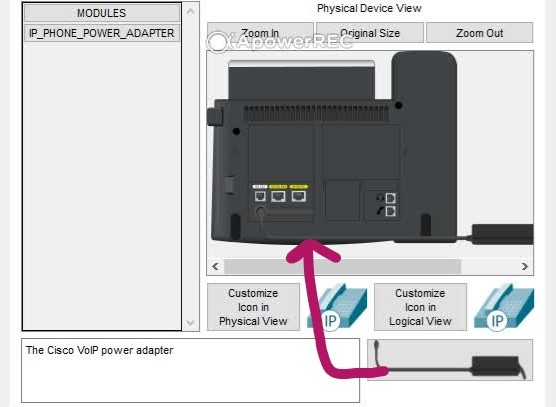 MODULES
IP_PHONE_POWER_ADAPTER
Physical Device View
Zoom In
Original Size
Zoom Out
ApowerREC
Customize
Icon in
Physical View
IP
Customize
Icon in
Logical View
IP
The Cisco VoIP power adapter